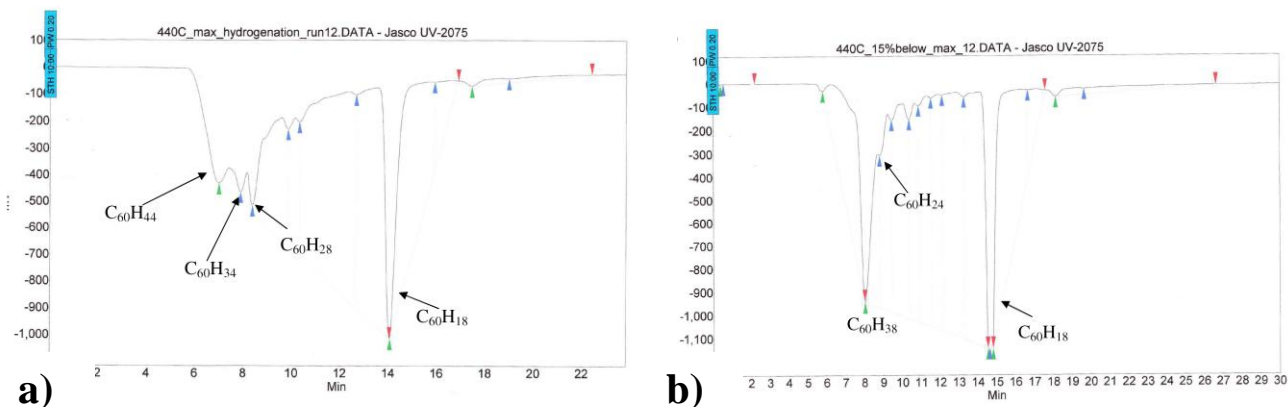 440C_max_hydrogenation_run12.DATA - Jasco UV-2075
STH 10.00 iPW 0.20
100
0
-100
-200
-300
-400
-500
-600
-700
-800
-900
-1,000
C60H44
C60H34
C60H28
C60H18
2 4 6 8 10 12 14 16 18 20 22
Min
a)
440C_15%below_max_12.DATA - Jasco UV-2075
STH 10.00 iPW 0.20
100
0
-100
-200
-300
-400
-500
-600
-700
-800
-900
-1,000
-1,100
C60H24
C60H38
C60H18
2 3 4 5 6 7 8 9 10 11 12 13 14 15 16 17 18 19 20 21 22 23 24 25 26 27 28 29 30
Min
b)